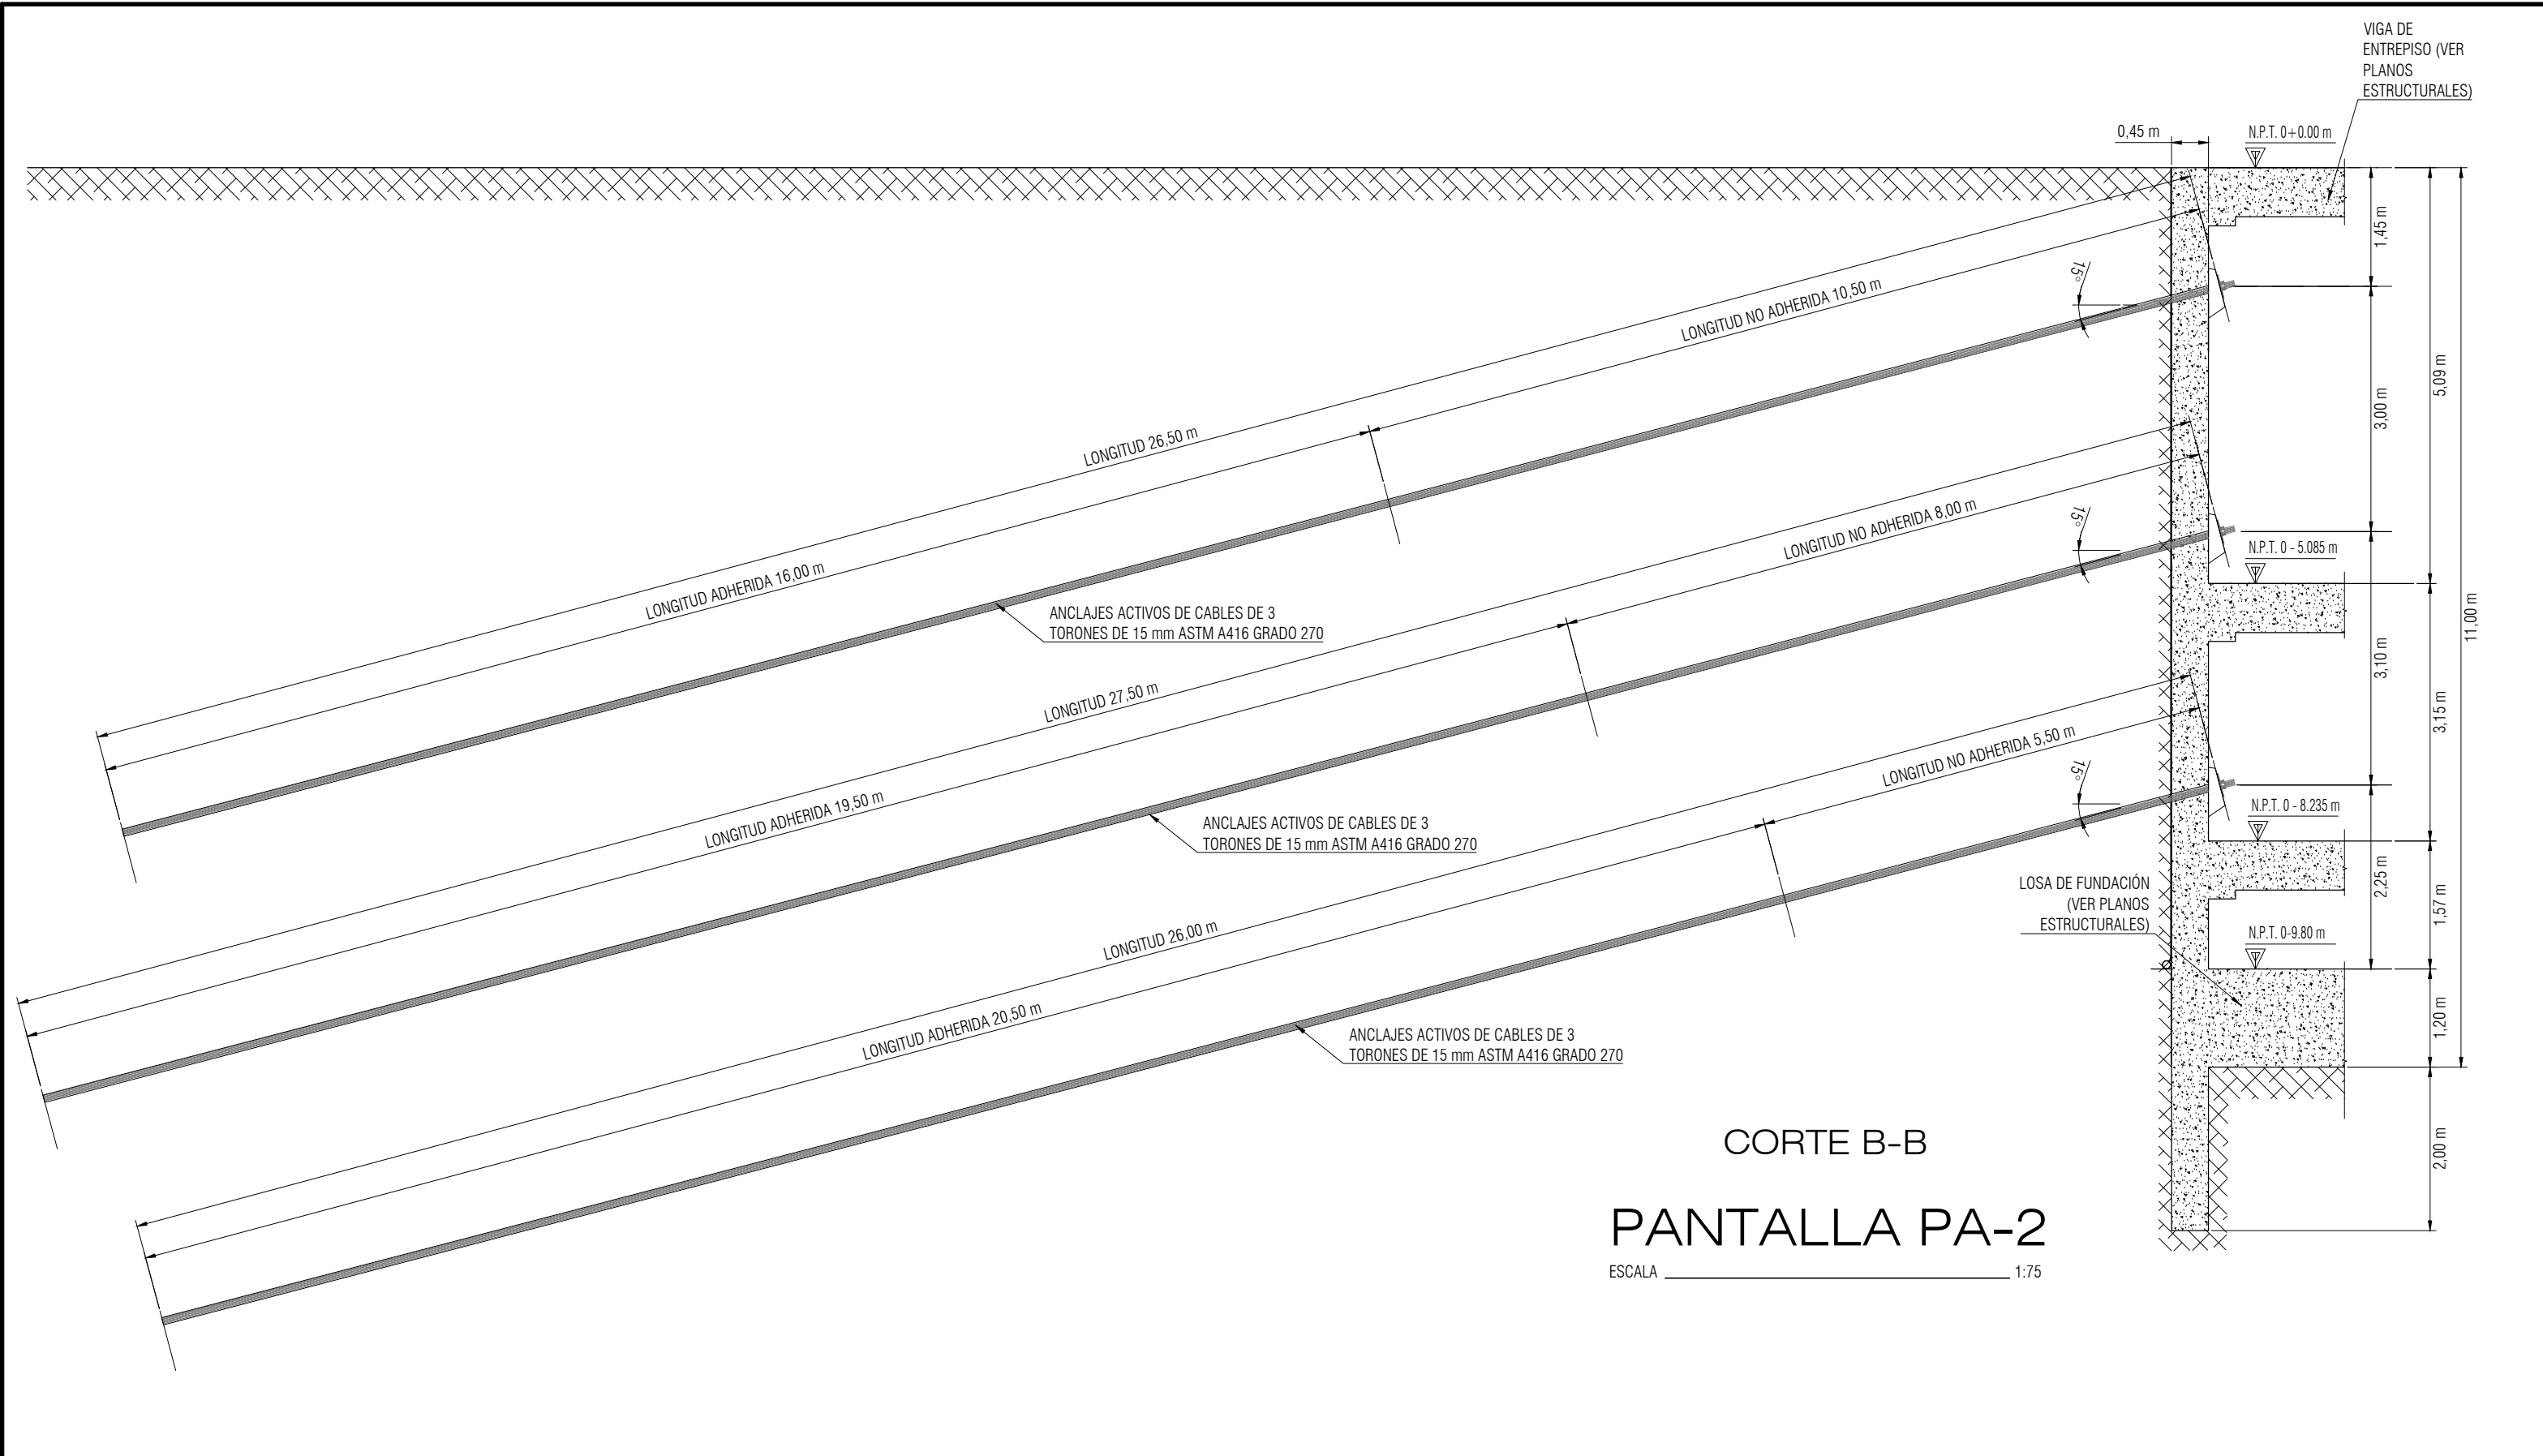 VIGA DE
ENTREPISO (VER
PLANOS
ESTRUCTURALES)
0,45 m
N.P.T. 0+0.00 m
1,45 m
15°
LONGITUD NO ADHERIDA 10,50 m
5,09 m
3,00 m
LONGITUD 26,50 m
15°
LONGITUD NO ADHERIDA 8,00 m
N.P.T. 0 - 5.085 m
LONGITUD ADHERIDA 16,00 m
ANCLAJES ACTIVOS DE CABLES DE 3
TORONES DE 15 mm ASTM A416 GRADO 270
11,00 m
3,10 m
LONGITUD 27,50 m
3,15 m
LONGITUD NO ADHERIDA 5,50 m
15°
N.P.T. 0 - 8.235 m
LONGITUD ADHERIDA 19,50 m
ANCLAJES ACTIVOS DE CABLES DE 3
TORONES DE 15 mm ASTM A416 GRADO 270
2,25 m
1,57 m
LOSA DE FUNDACIÓN
(VER PLANOS
ESTRUCTURALES)
N.P.T. 0-9.80 m
LONGITUD 26,00 m
1,20 m
LONGITUD ADHERIDA 20,50 m
ANCLAJES ACTIVOS DE CABLES DE 3
TORONES DE 15 mm ASTM A416 GRADO 270
2,00 m
CORTE B-B
PANTALLA PA-2
ESCALA 1:75